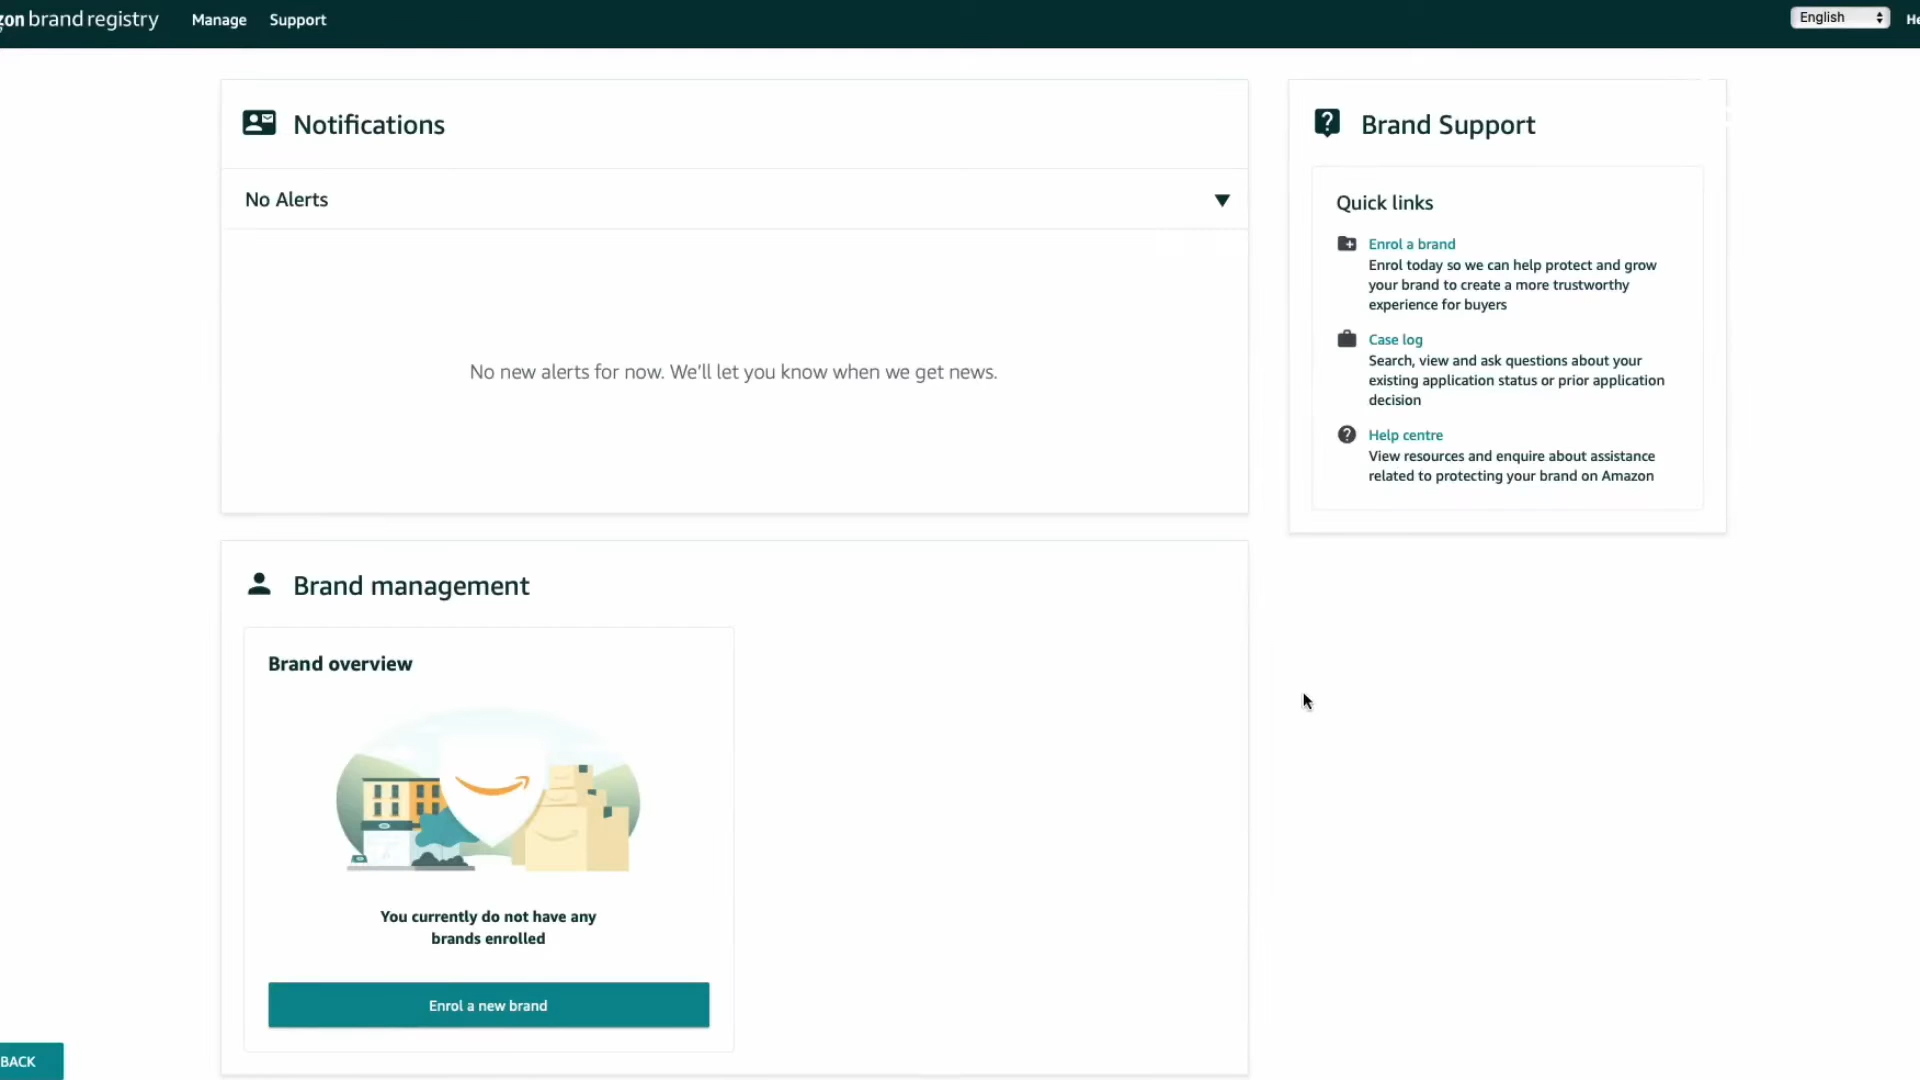 zon brand registry
Manage
Support
English
He
Notifications
No Alerts
No new alerts for now. We'll let you know when we get news.
Brand Support
Quick links
Enrol a brand
Enrol today so we can help protect and grow
your brand to create a more trustworthy
experience for buyers
Case log
Search, view and ask questions about your
existing application status or prior application
decision
Help centre
View resources and enquire about assistance
related to protecting your brand on Amazon
Brand management
Brand overview
You currently do not have any
brands enrolled
Enrol a new brand
BACK